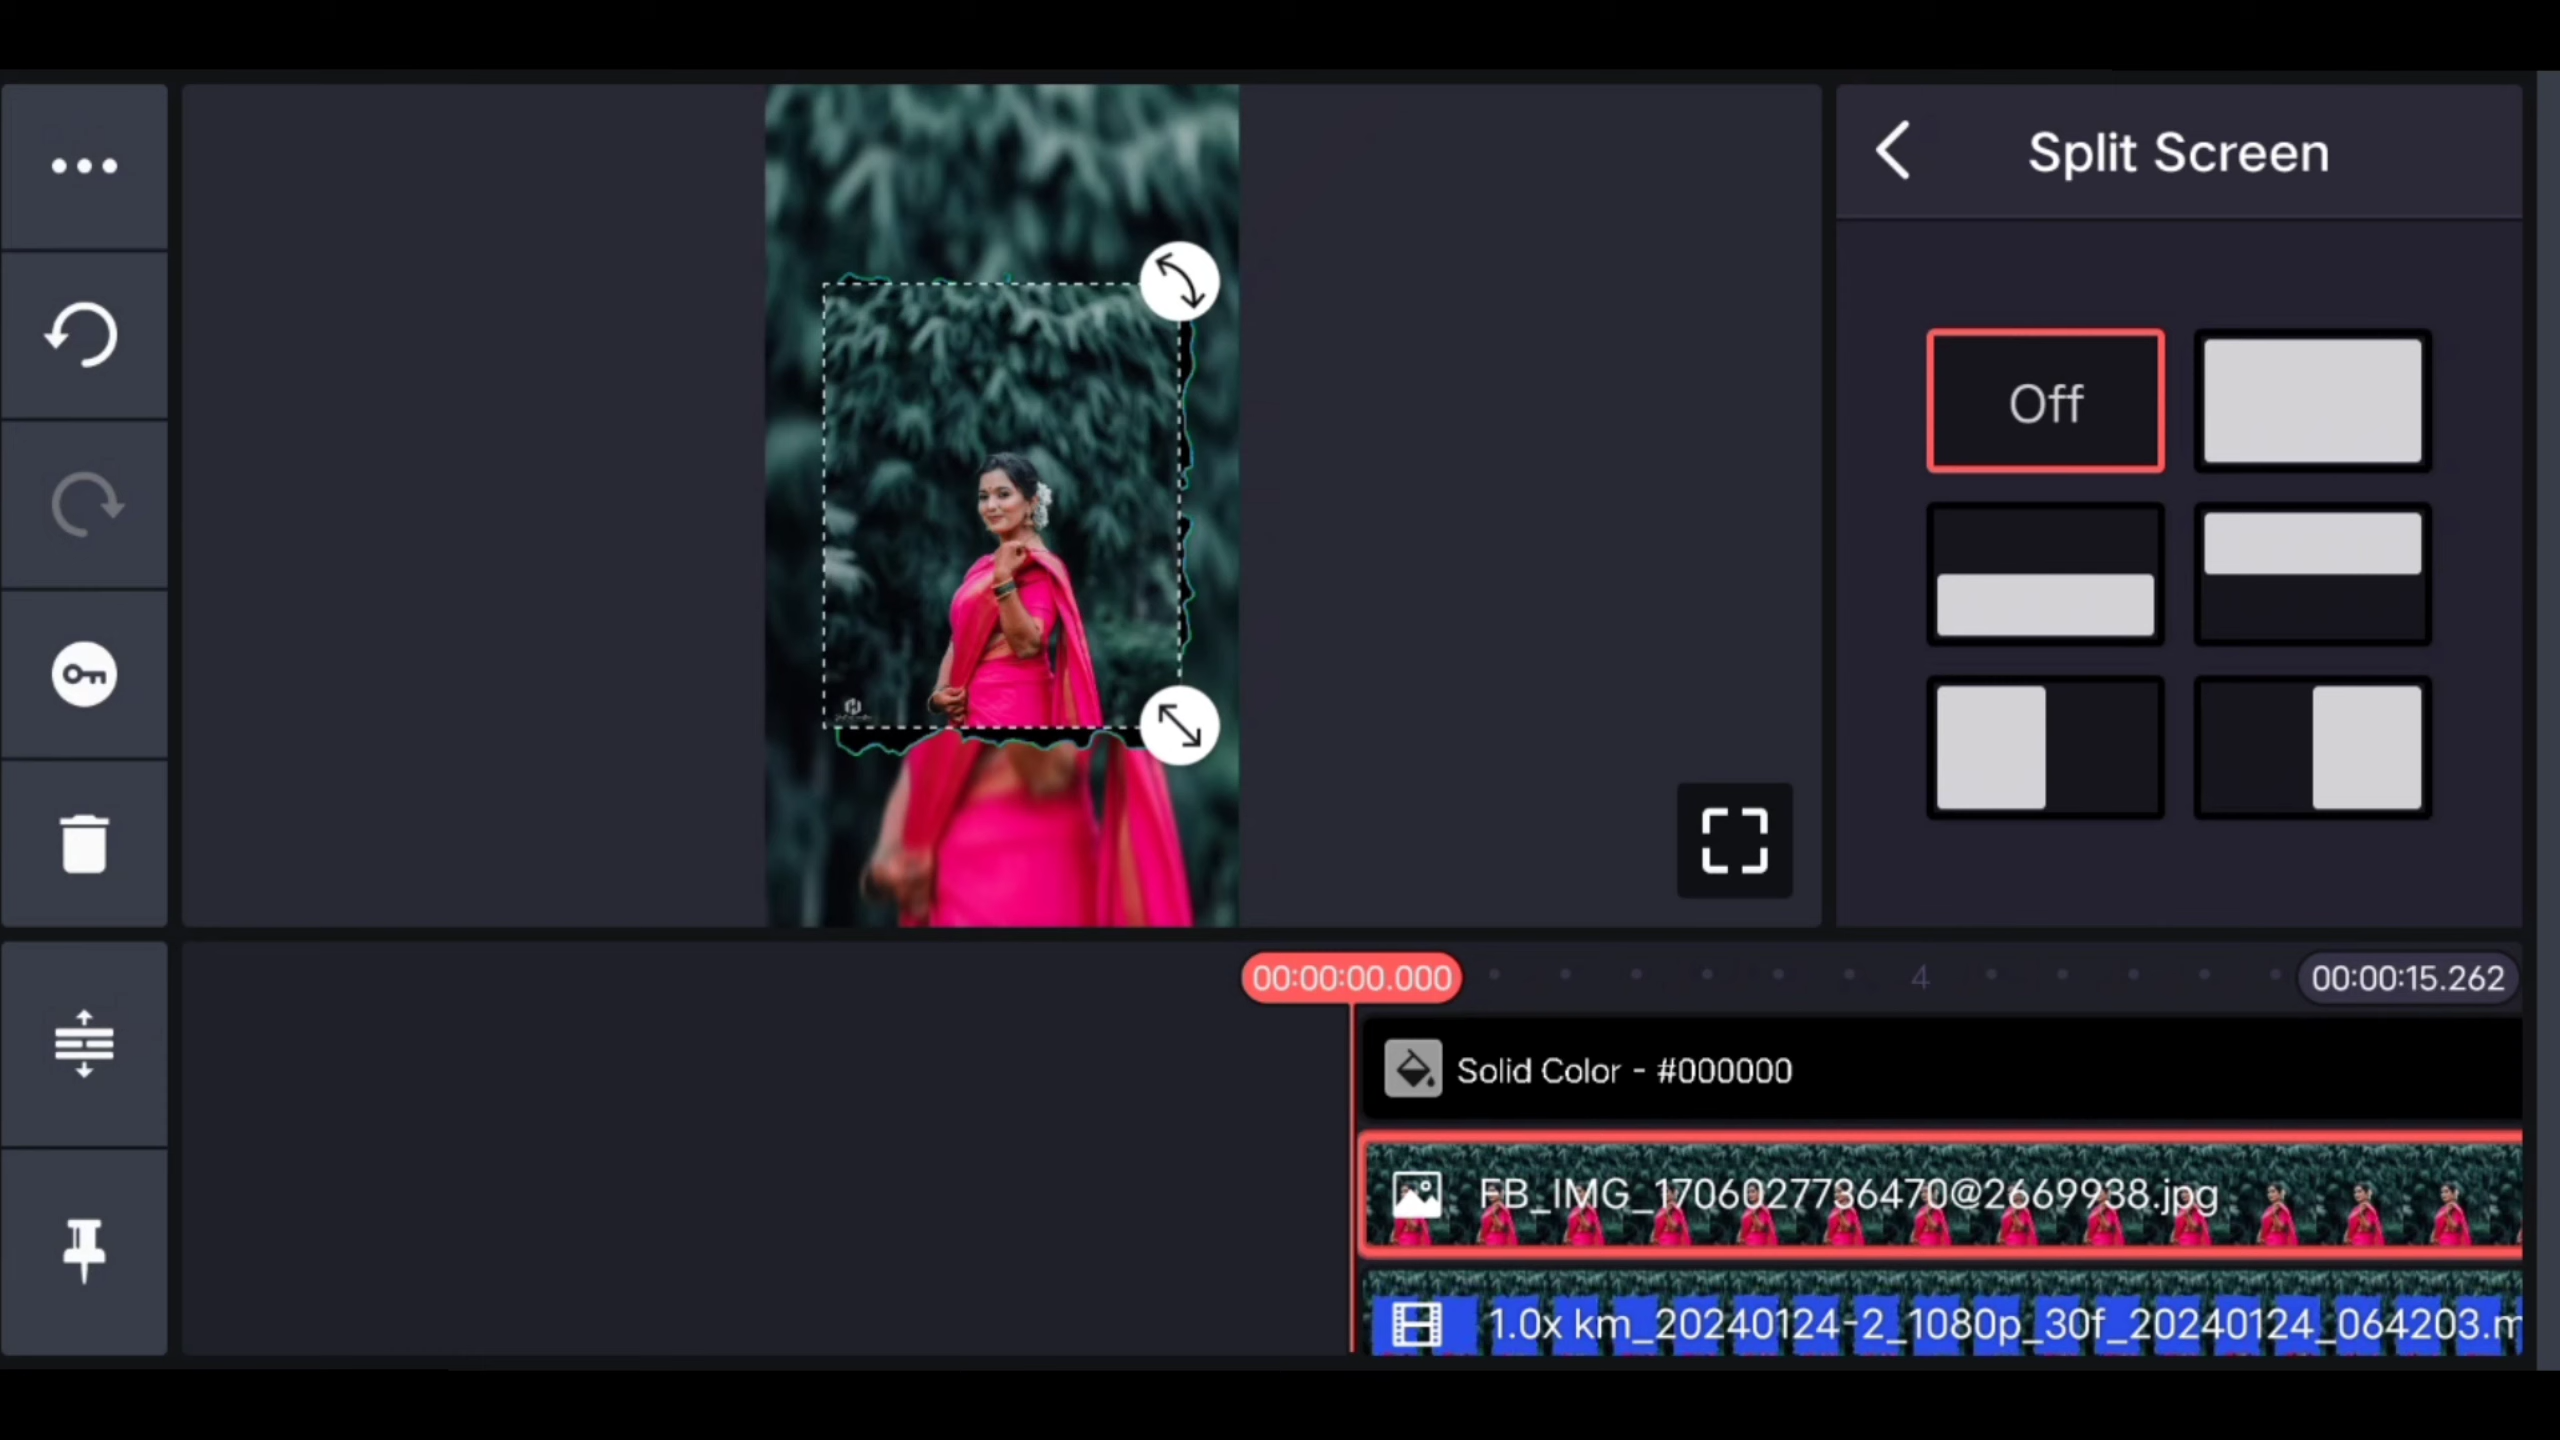 Split Screen
Off
00:00:00.000
4
00:00:15.262
Solid Color - #000000
FB_IMG_1706027736470@2669938.jpg
1.0x km_20240124-2_1080p_30f_20240124_064203.m